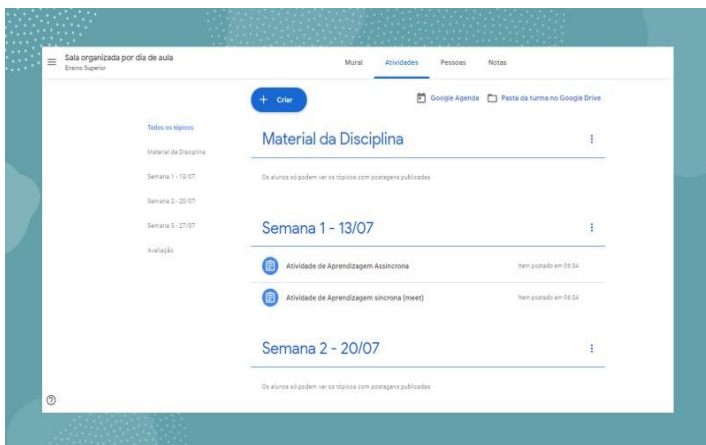 Sala organizada por dia de aula
Ensino Superior
Mural Atividades Pessoas Notas
+ Criar
Google Agenda Pasta da turma no Google Drive
Todos os tópicos
Material da Disciplina
Semana 1 - 13/07
Semana 2 - 20/07
Semana 3 - 27/07
Avaliação
Material da Disciplina
Os alunos só podem ver os tópicos com postagens publicadas
Semana 1 - 13/07
Atividade de Aprendizagem Assíncrona Item postado em 06:54
Atividade de Aprendizagem síncrona (meet) Item postado em 06:54
Semana 2 - 20/07
Os alunos só podem ver os tópicos com postagens publicadas